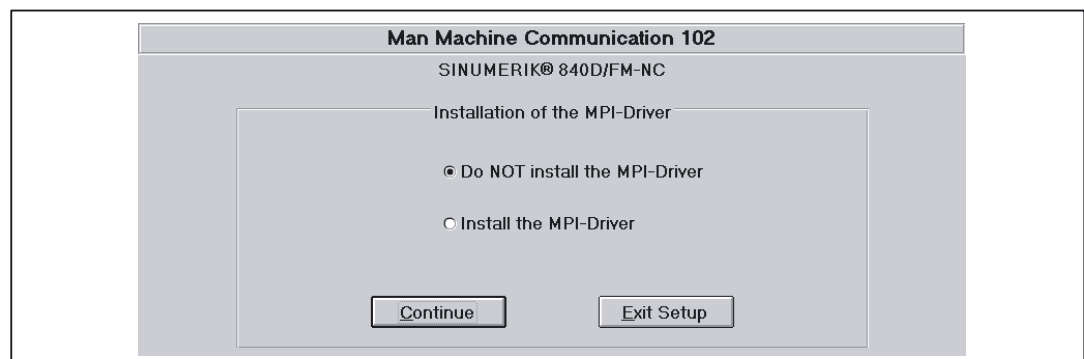 Man Machine Communication 102
SINUMERIK® 840D/FM-NC
Installation of the MPI-Driver
Do NOT install the MPI-Driver
Install the MPI-Driver
Continue
Exit Setup